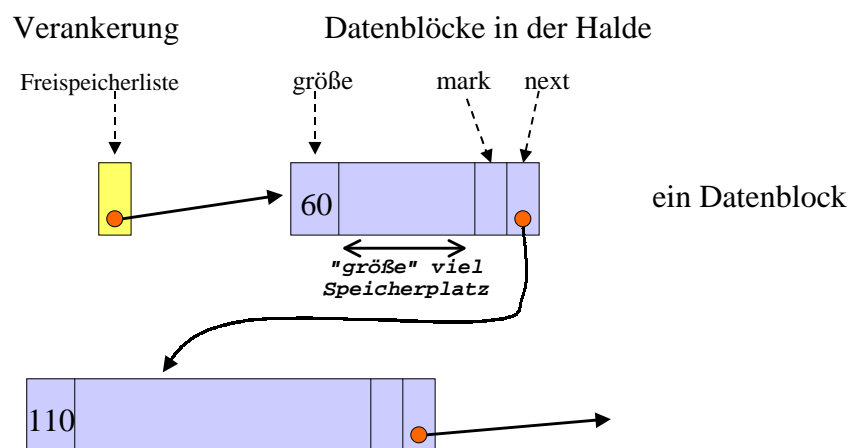 Verankerung
Datenblöcke in der Halde
Freispeicherliste
größe
mark
next
60
ein Datenblock
"größe" viel
Speicherplatz
110